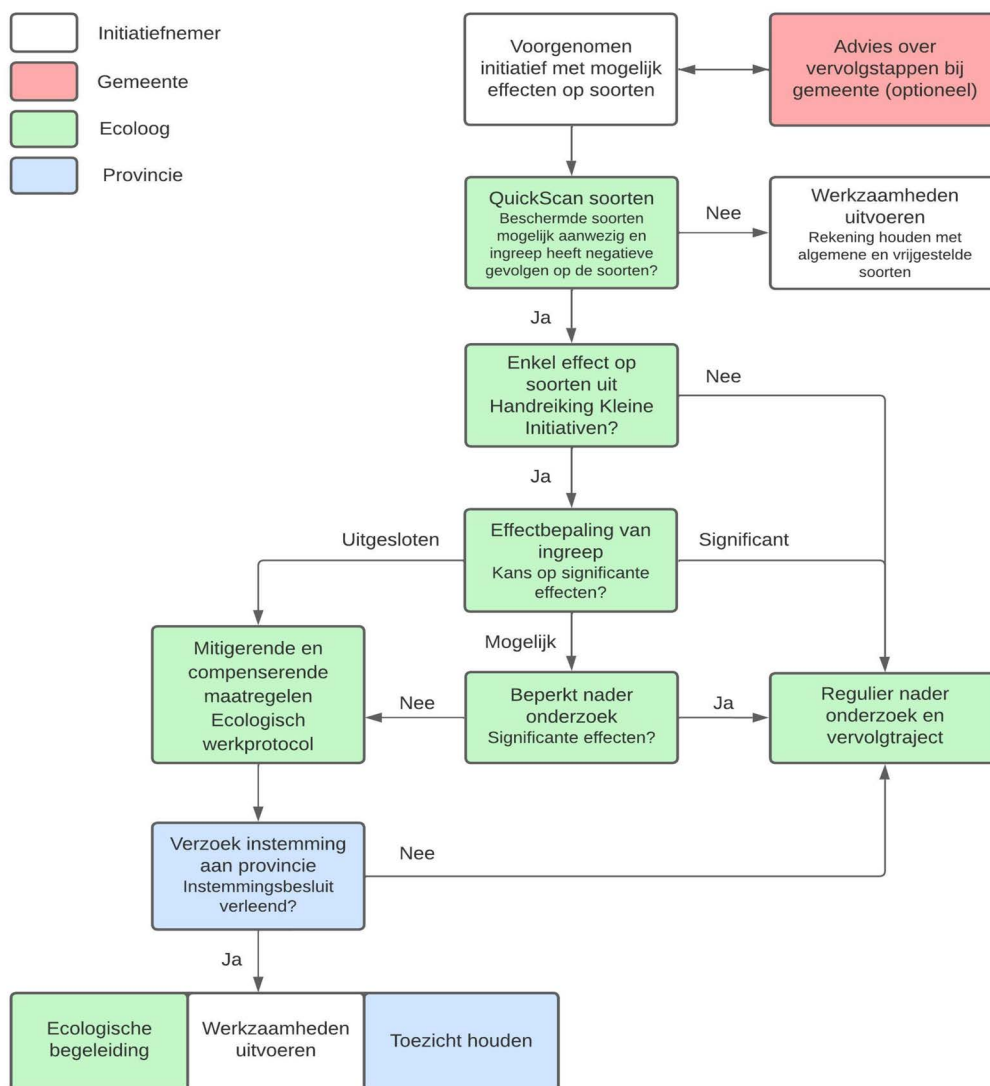 Initiatiefnemer
Gemeente
Ecoloog
Provincie
Voorgenomen
initiatief met mogelijk
effecten op soorten
Advies over
vervolgstappen bij
gemeente (optioneel)
QuickScan soorten
Beschermde soorten
mogelijk aanwezig en
ingreep heeft negatieve
gevolgen op de soorten?
Nee
Werkzaamheden
uitvoeren
Rekening houden met
algemene en vrijgestelde
soorten
Ja
Enkel effect op
soorten uit
Handreiking Kleine
Initiativen?
Nee
Ja
Uitgesloten
Effectbepaling van
ingreep
Kans op significante
effecten?
Significant
Mogelijk
Mitigerende en
compenserende
maatregelen
Ecologisch
werkprotocol
Nee
Beperkt nader
onderzoek
Significante effecten?
Ja
Regulier nader
onderzoek en
vervolgtraject
Verzoek instemming
aan provincie
Instemmingsbesluit
verleend?
Nee
Ja
Ecologische
begeleiding
Werkzaamheden
uitvoeren
Toezicht houden